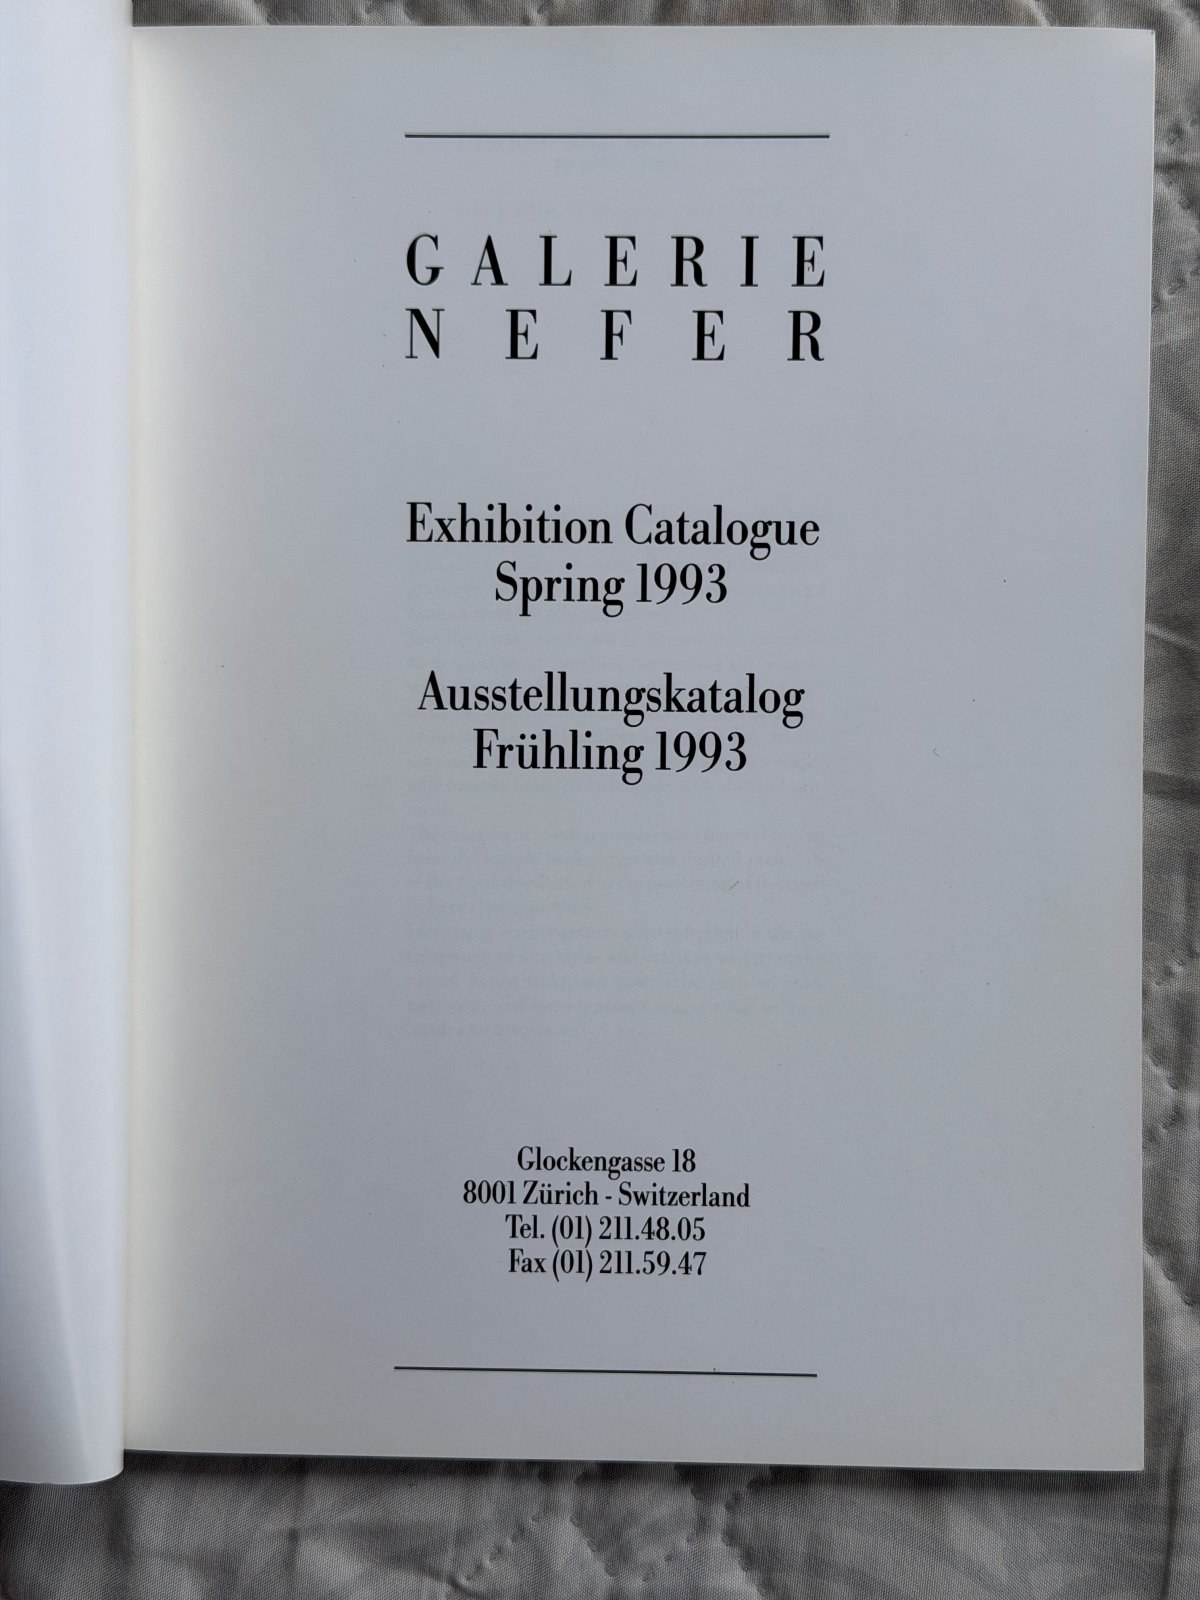 GALERIE
NEFER
Exhibition Catalogue
Spring 1993
Ausstellungskatalog
Frühling 1993
Glockengasse 18
8001 Zürich - Switzerland
Tel. (01) 211.48.05
Fax (01) 211.59.47